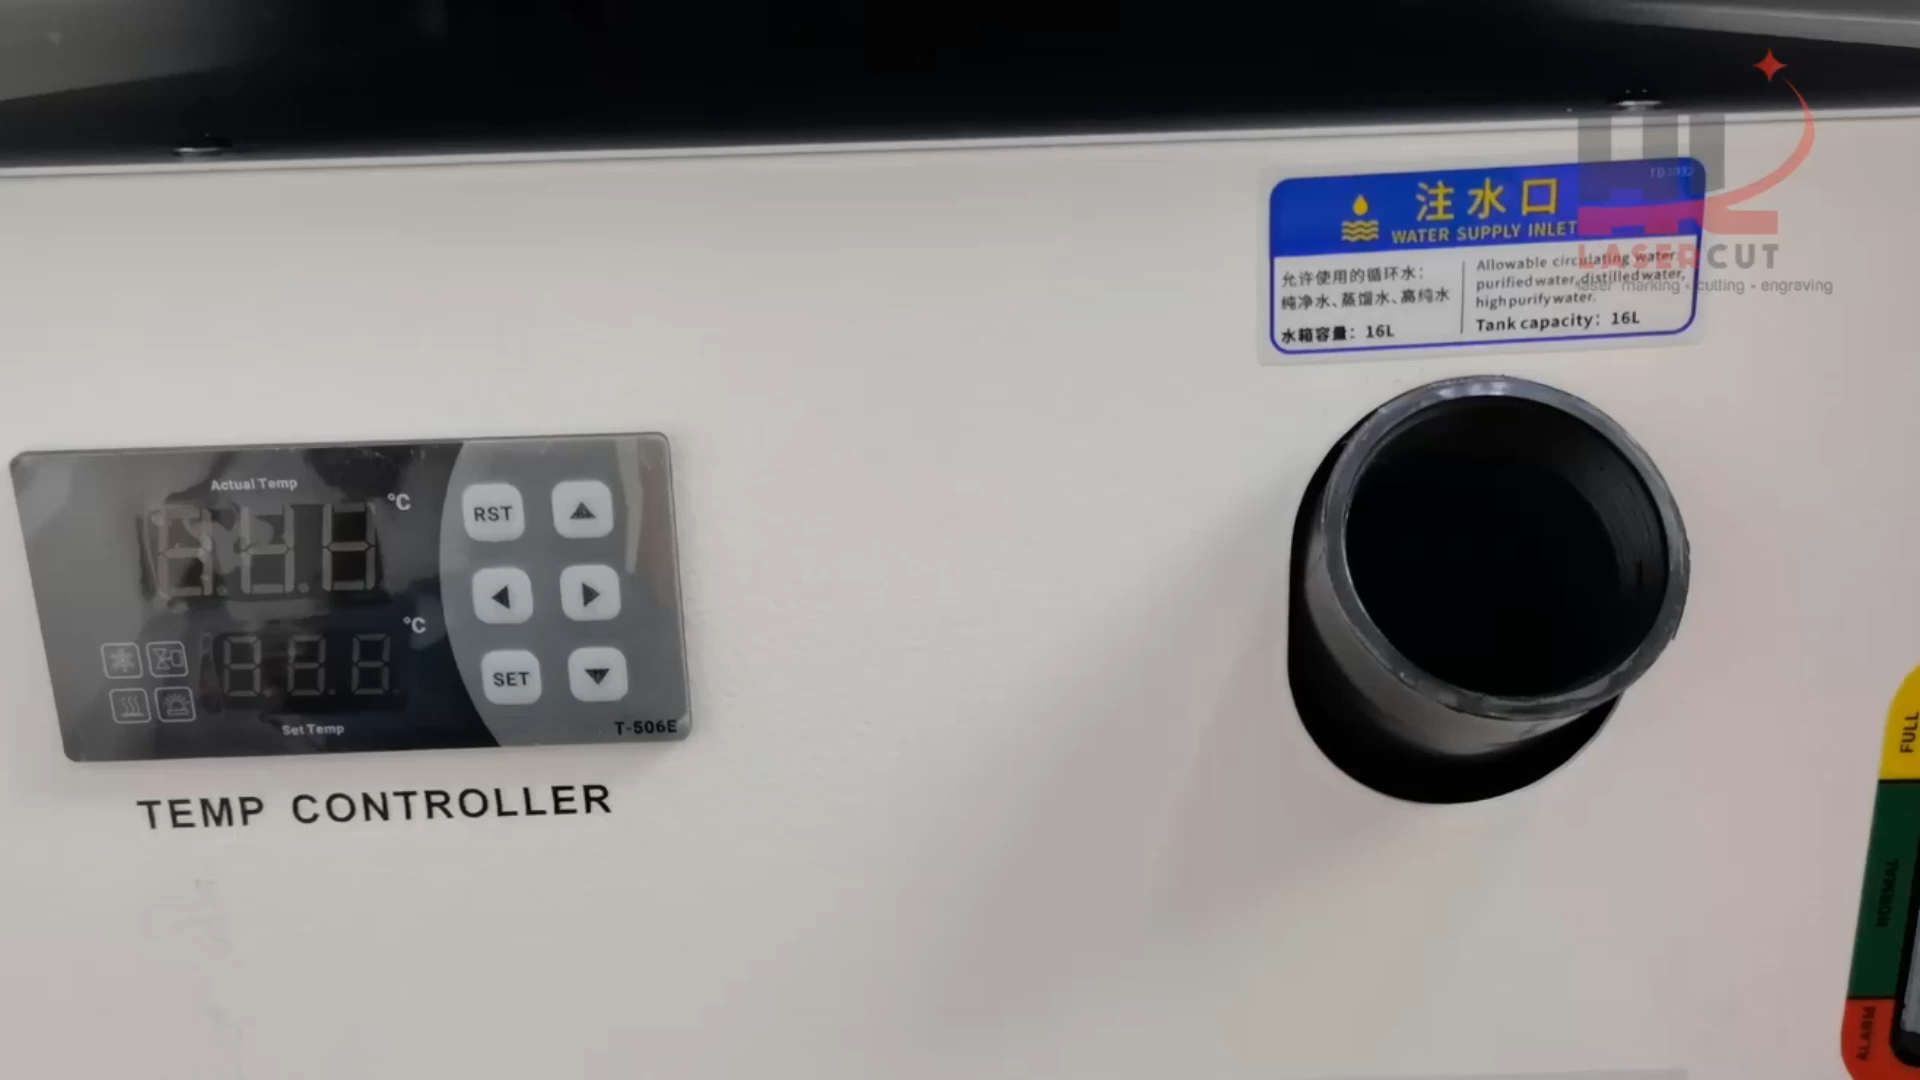 TD1032
注水口
WATER SUPPLY INLET
允许使用的循环水：
纯净水、蒸馏水、高纯水
水箱容量：16L
Allowable circulating water:
purified water, distilled water,
high purify water.
Tank capacity：16L
LASERCUT
laser marking • cutting • engraving
Actual Temp
°C
°C
Set Temp
RST
SET
T-506E
TEMP CONTROLLER
FULL
NORMAL
ALARM